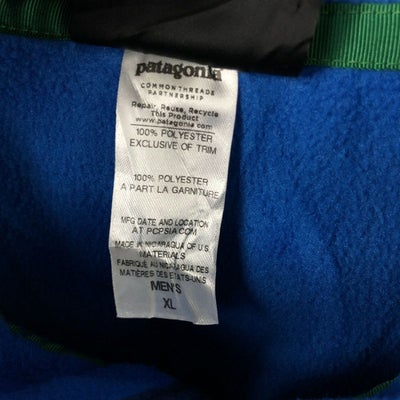 patagonia
COMMON THREADS
PARTNERSHIP
Repair, Reuse, Recycle
This Product
www.patagonia.com
100% POLYESTER
EXCLUSIVE OF TRIM
100% POLYESTER
A PART LA GARNITURE
MFG DATE AND LOCATION
AT PCPSIA.COM
MADE IN NICARAGUA OF U.S.
MATERIALS
FABRIQUÉ AU NICARAGUA DES
MATIÈRES DES ÉTATS-UNIS
MEN'S
XL